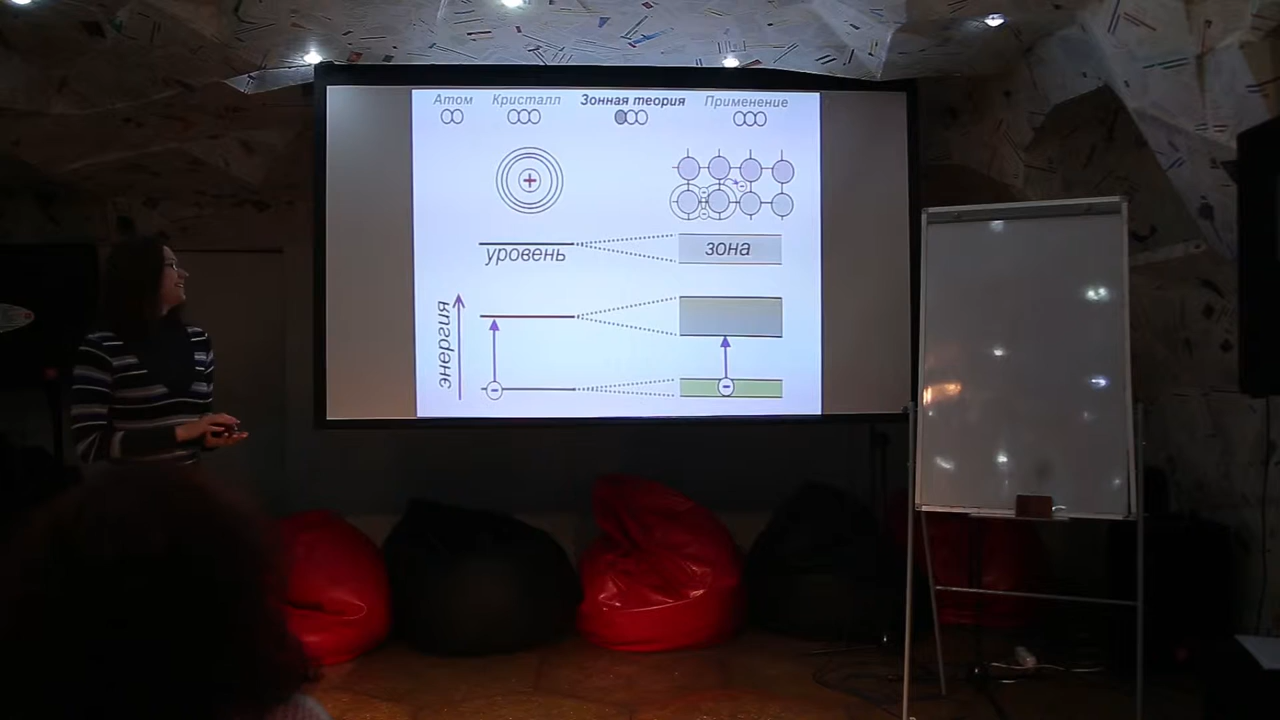 Атом Кристалл Зонная теория Применение
уровень зона
энергия